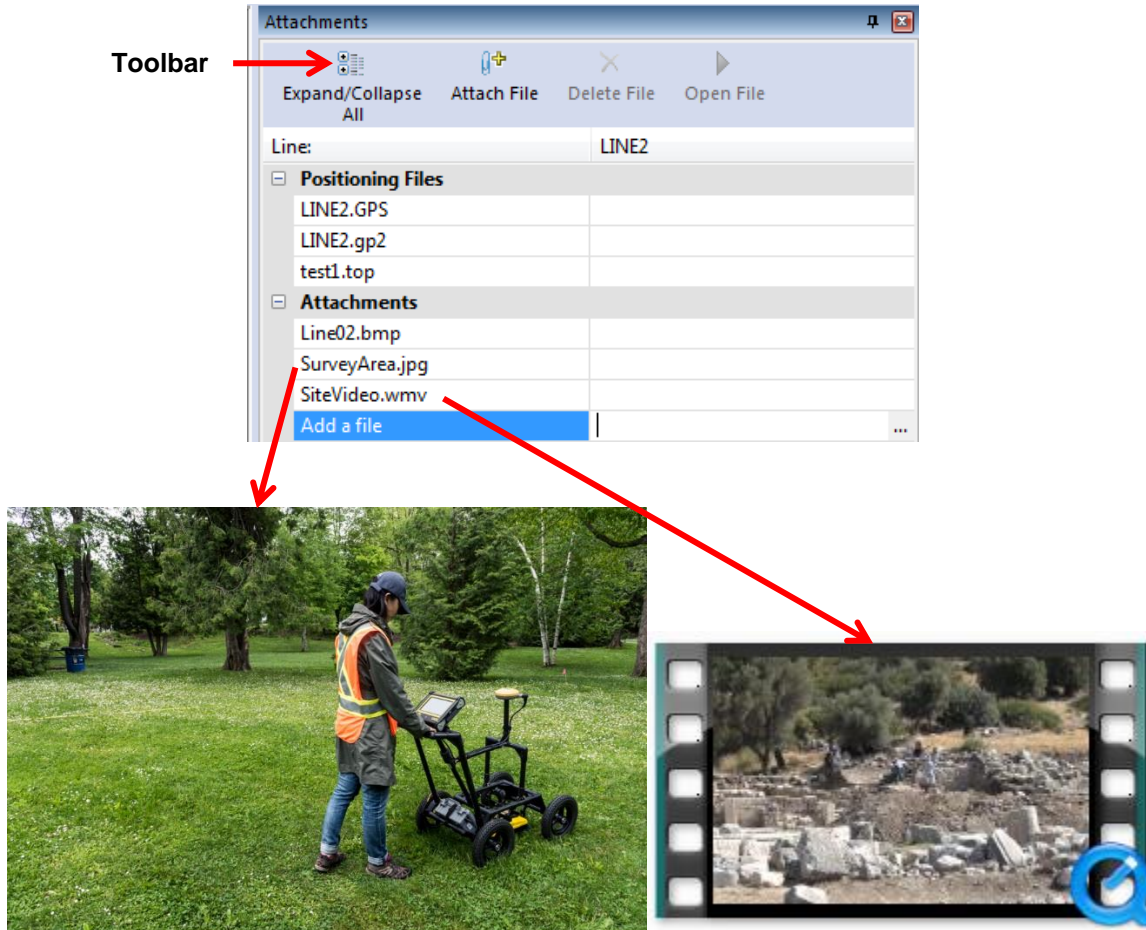 Attachments
Toolbar
Expand/Collapse All
Attach File
Delete File
Open File
Line: LINE2
Positioning Files
LINE2.GPS
LINE2.gp2
test1.top
Attachments
Line02.bmp
SurveyArea.jpg
SiteVideo.wmv
Add a file ...